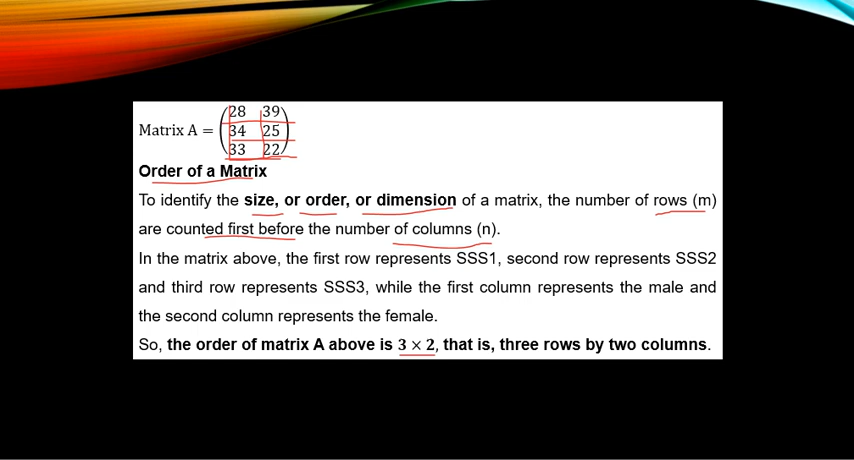 Matrix A = (28 39
34 25
33 22)
Order of a Matrix
To identify the size, or order, or dimension of a matrix, the number of rows (m)
are counted first before the number of columns (n).
In the matrix above, the first row represents SSS1, second row represents SSS2
and third row represents SSS3, while the first column represents the male and
the second column represents the female.
So, the order of matrix A above is 3 × 2, that is, three rows by two columns.